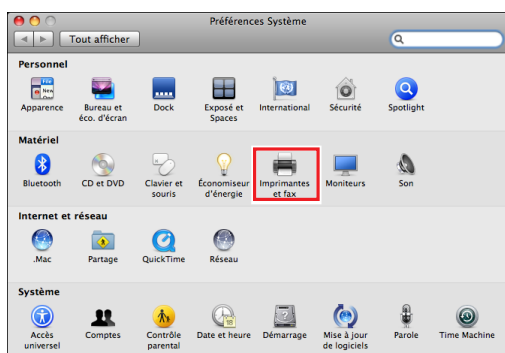 Préférences Système
Tout afficher
Personnel
Apparence
Bureau et
éco. d'écran
Dock
Exposé et
Spaces
International
Sécurité
Spotlight
Matériel
Bluetooth
CD et DVD
Clavier et
souris
Économiseur
d'énergie
Imprimantes
et fax
Moniteurs
Son
Internet et réseau
.Mac
Partage
QuickTime
Réseau
Système
Accès
universel
Comptes
Contrôle
parental
Date et heure
Démarrage
Mise à jour
de logiciels
Parole
Time Machine